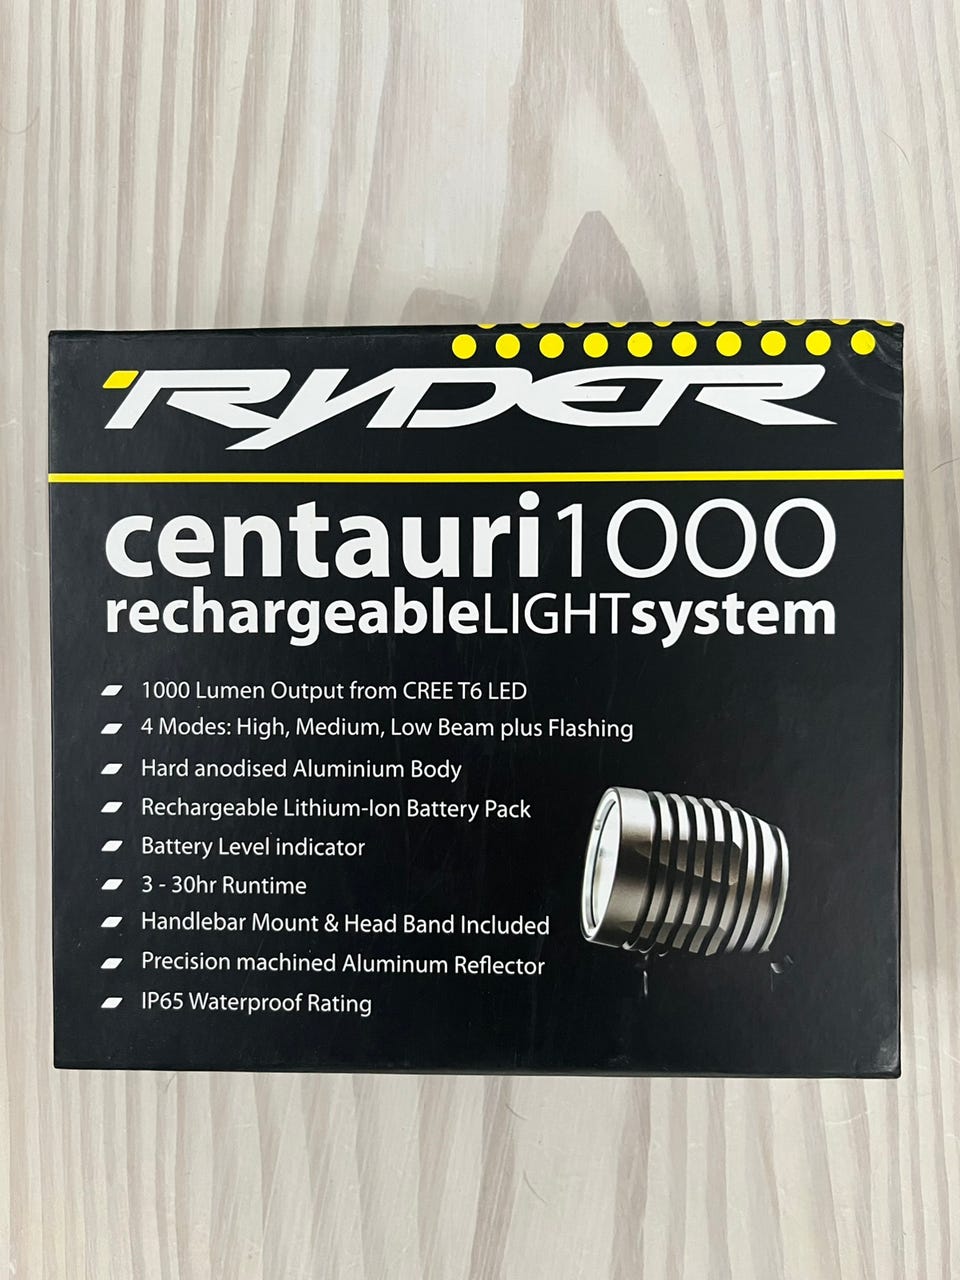 RYDER
centauri1000
rechargeableLIGHTsystem
1000 Lumen Output from CREE T6 LED
4 Modes: High, Medium, Low Beam plus Flashing
Hard anodised Aluminium Body
Rechargeable Lithium-Ion Battery Pack
Battery Level indicator
3 - 30hr Runtime
Handlebar Mount & Head Band Included
Precision machined Aluminum Reflector
IP65 Waterproof Rating